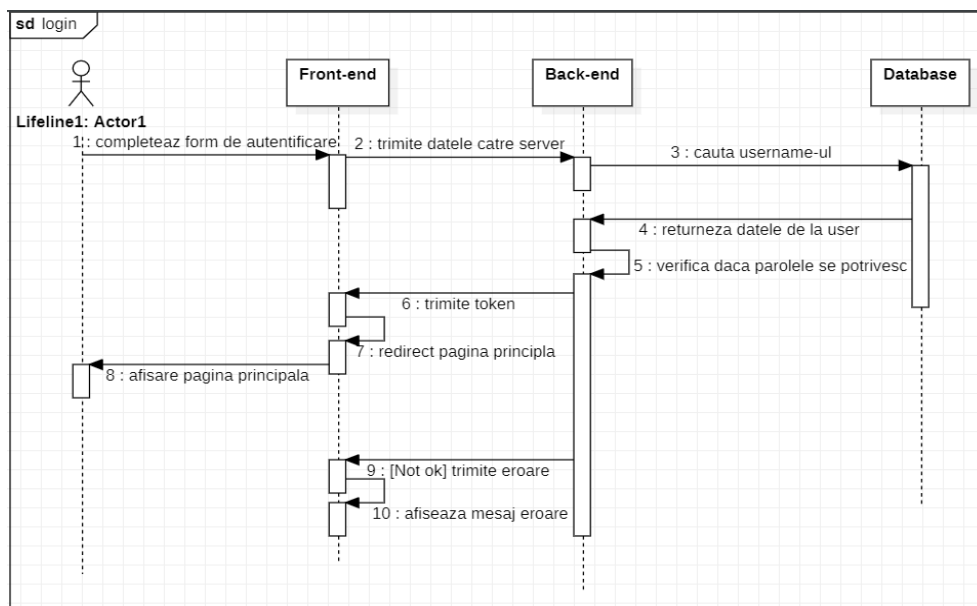 sd login
Front-end
Back-end
Database
Lifeline1: Actor1
1 : completeaz form de autentificare
2 : trimite datele catre server
3 : cauta username-ul
4 : returneza datele de la user
5 : verifica daca parolele se potrivesc
6 : trimite token
7 : redirect pagina principla
8 : afisare pagina principala
9 : [Not ok] trimite eroare
10 : afiseaza mesaj eroare